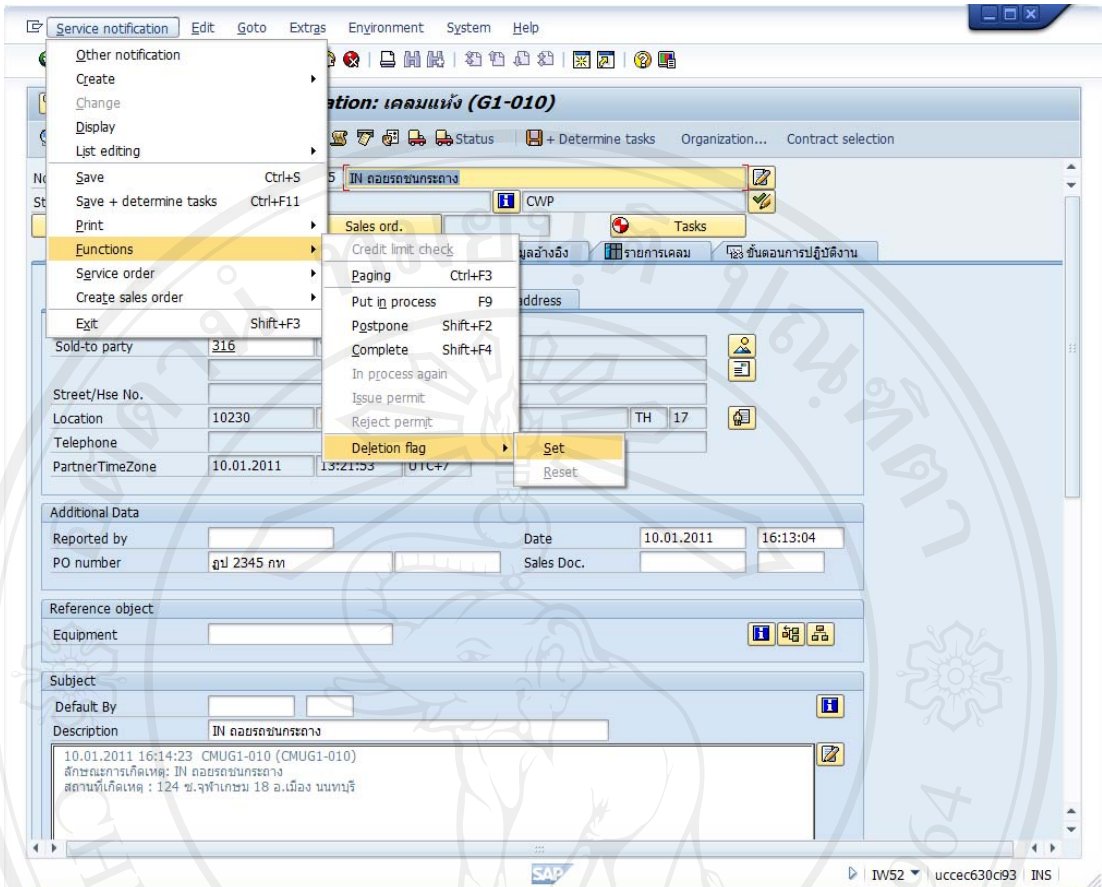 Service notification Edit Goto Extras Environment System Help
Other notification
Create
Change
Display
List editing
Save Ctrl+S
Save + determine tasks Ctrl+F11
Print
Functions
Service order
Create sales order
Exit Shift+F3
ation: เคลมแห้ง (G1-010)
Status + Determine tasks Organization... Contract selection
5 IN ถอยรถชนกระถาง
CWP
Sales ord. Tasks
รายการเคลม ขั้นตอนการปฏิบัติงาน
Credit limit check
Paging Ctrl+F3
Put in process F9
Postpone Shift+F2
Complete Shift+F4
In process again
Issue permit
Reject permit
Deletion flag
Set
Reset
address
Sold-to party 316
Street/Hse No.
Location 10230 TH 17
Telephone
PartnerTimeZone 10.01.2011 13:21:53 UTC+7
Additional Data
Reported by Date 10.01.2011 16:13:04
PO number ฎป 2345 กท Sales Doc.
Reference object
Equipment
Subject
Default By
Description IN ถอยรถชนกระถาง
10.01.2011 16:14:23 CMUG1-010 (CMUG1-010)
ลักษณะการเกิดเหตุ: IN ถอยรถชนกระถาง
สถานที่เกิดเหตุ : 124 ซ.จุฬาเกษม 18 อ.เมือง นนทบุรี
SAP
IW52 uccec630ci93 INS